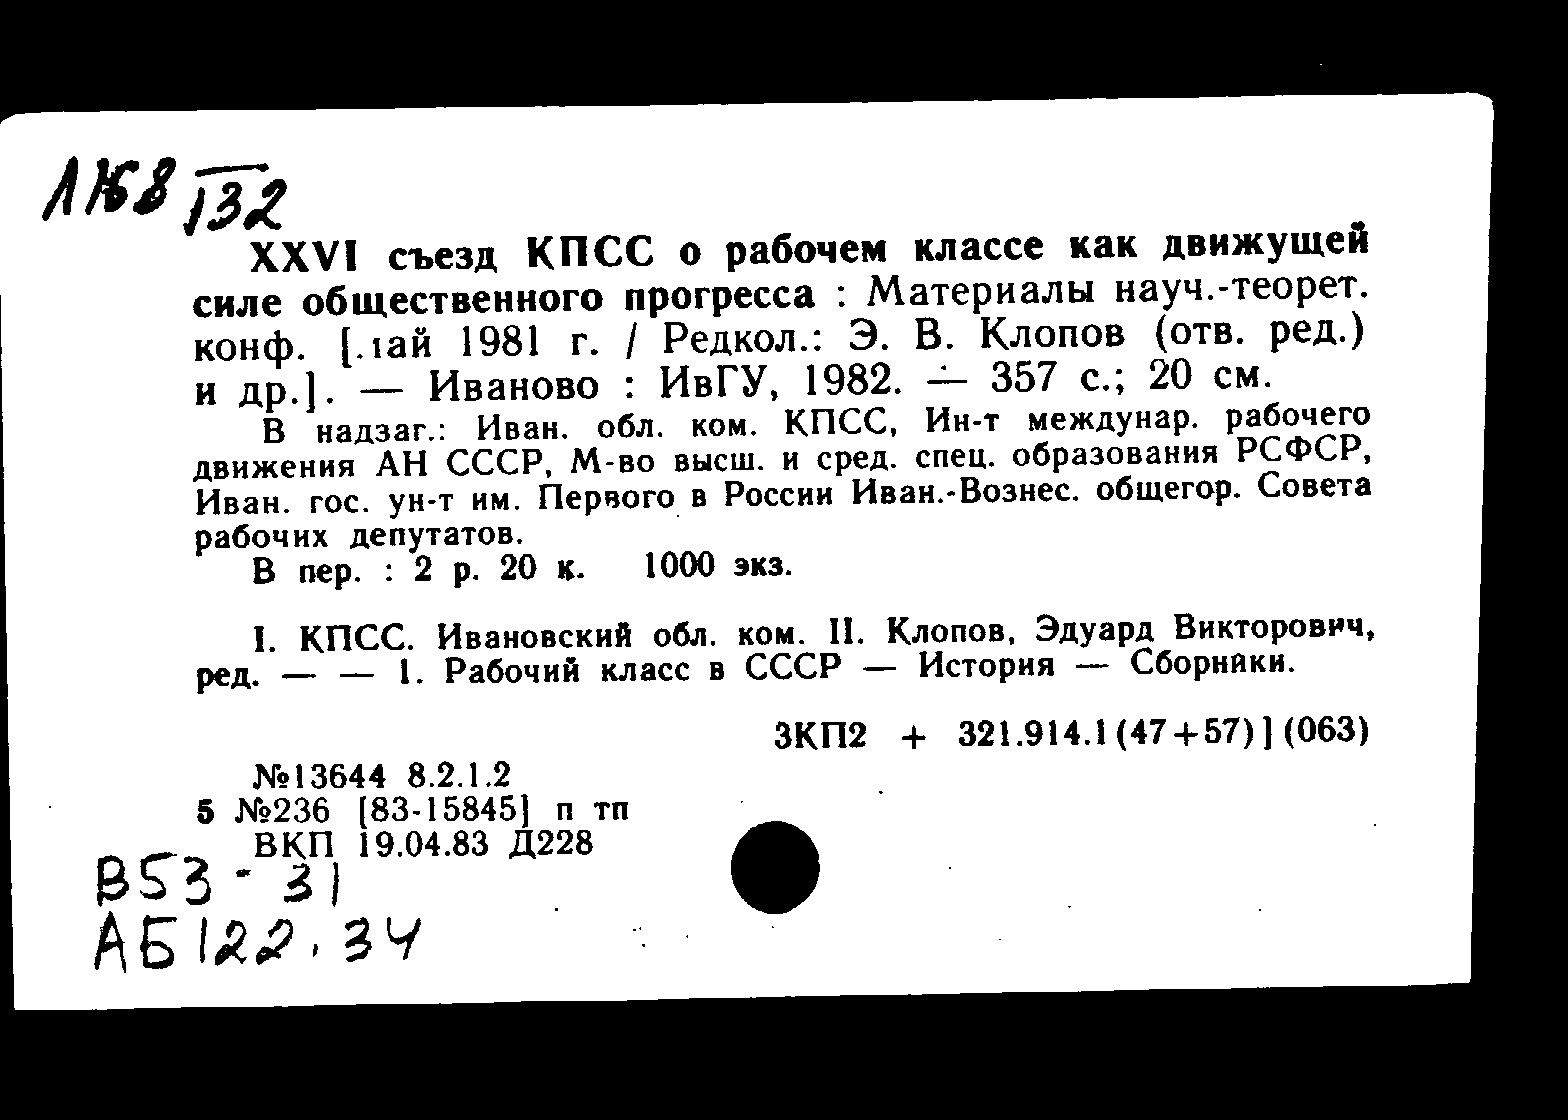 132
XXVI съезд КПСС о рабочем классе как движущей
силе общественного прогресса : Материалы науч.-теорет.
конф. [май 1981 г. / Редкол.: Э. В. Клопов (отв. ред.)
и др.]. — Иваново : ИвГУ, 1982. — 357 с.; 20 см.
В надзаг.: Иван. обл. ком. КПСС, Ин-т междунар. рабочего
движения АН СССР, М-во высш. и сред. спец. образования РСФСР,
Иван. гос. ун-т им. Первого в России Иван.-Вознес. общегор. Совета
рабочих депутатов.
В пер. : 2 р. 20 к. 1000 экз.
I. КПСС. Ивановский обл. ком. II. Клопов, Эдуард Викторович,
ред. — — 1. Рабочий класс в СССР — История — Сборники.
3КП2 + 321.914.1(47+57)](063)
№13644 8.2.1.2
5 №236 [83-15845] п тп
ВКП 19.04.83 Д228
В53-31
АБ122.34